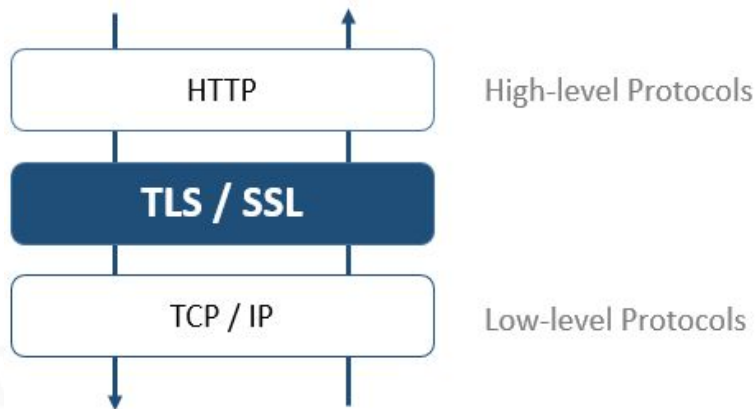 HTTP
High-level Protocols
TLS / SSL
TCP / IP
Low-level Protocols